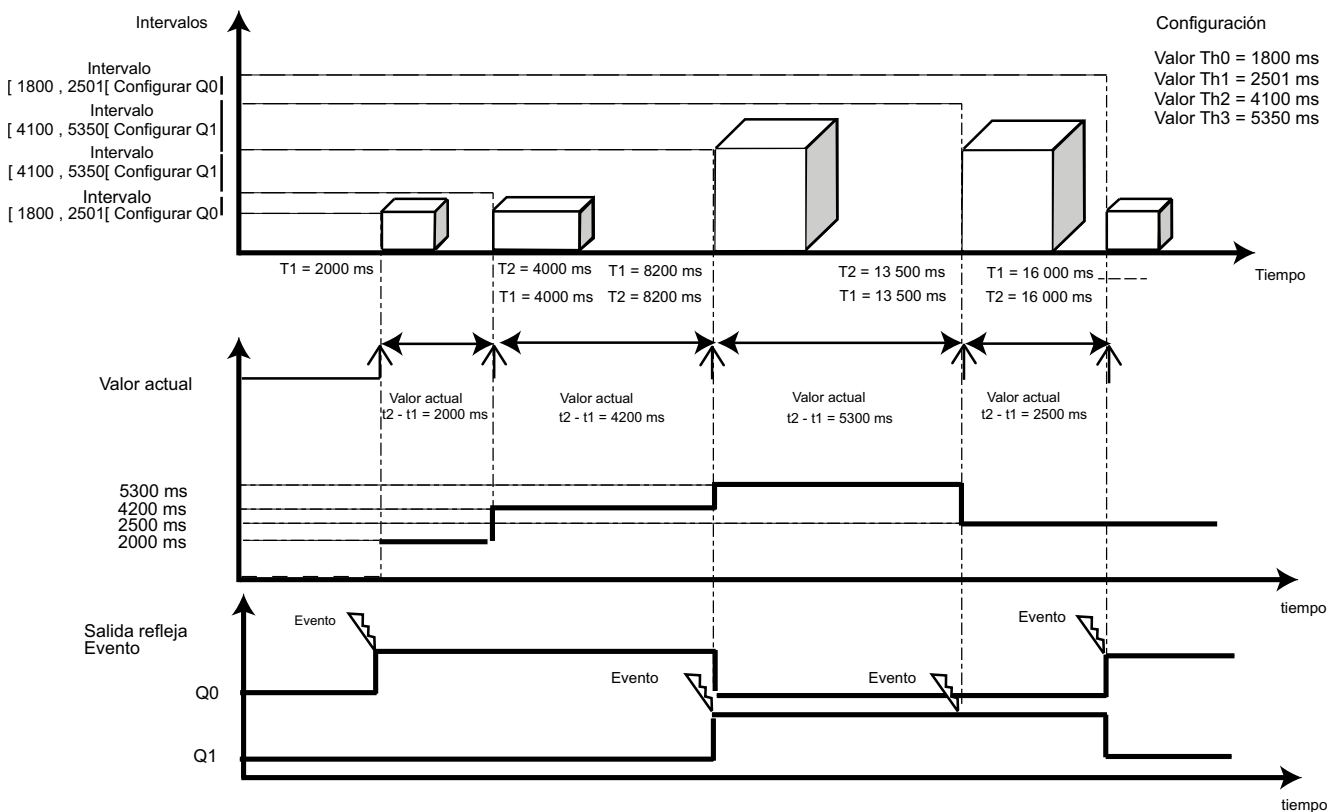 Intervalos
Configuración
Valor Th0 = 1800 ms
Valor Th1 = 2501 ms
Valor Th2 = 4100 ms
Valor Th3 = 5350 ms
Intervalo
[ 1800 , 2501[ Configurar Q0
Intervalo
[ 4100 , 5350[ Configurar Q1
Intervalo
[ 4100 , 5350[ Configurar Q1
Intervalo
[ 1800 , 2501[ Configurar Q0
T1 = 2000 ms
T2 = 4000 ms
T1 = 8200 ms
T2 = 13 500 ms
T1 = 16 000 ms
T1 = 4000 ms
T2 = 8200 ms
T1 = 13 500 ms
T2 = 16 000 ms
Tiempo
Valor actual
Valor actual
t2 - t1 = 2000 ms
Valor actual
t2 - t1 = 4200 ms
Valor actual
t2 - t1 = 5300 ms
Valor actual
t2 - t1 = 2500 ms
5300 ms
4200 ms
2500 ms
2000 ms
tiempo
Salida refleja
Evento
Evento
Evento
Evento
Evento
Q0
Q1
tiempo